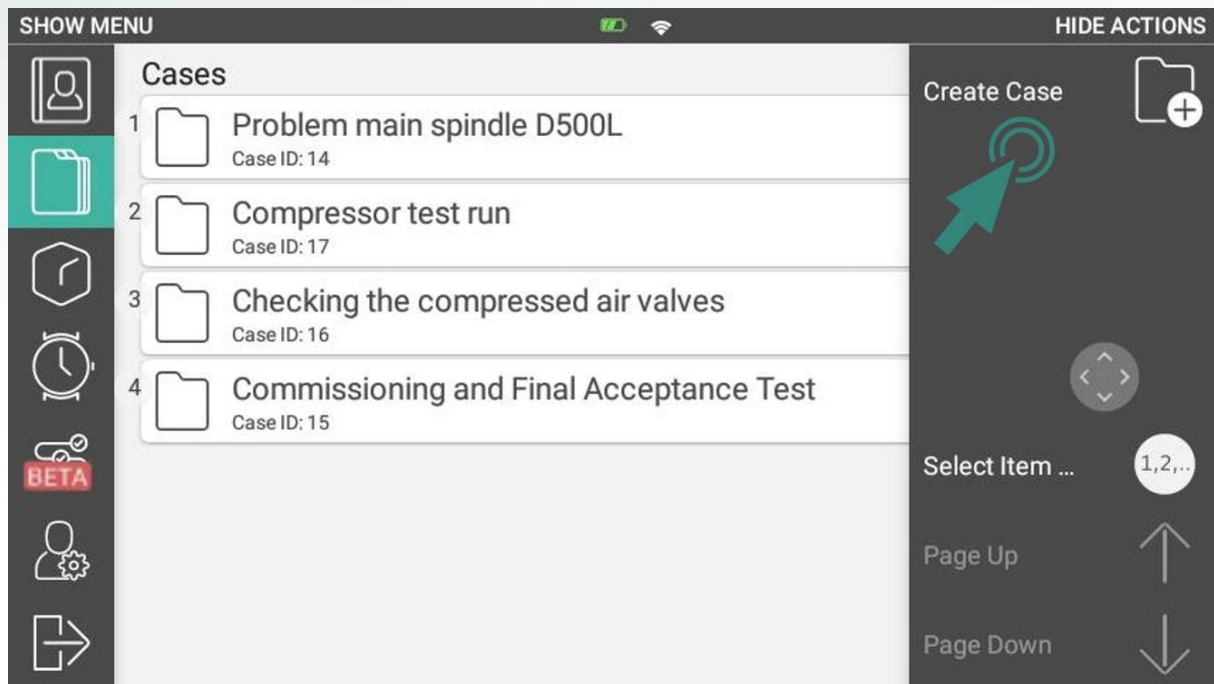 SHOW MENU
HIDE ACTIONS
Cases
1
Problem main spindle D500L
Case ID: 14
2
Compressor test run
Case ID: 17
3
Checking the compressed air valves
Case ID: 16
4
Commissioning and Final Acceptance Test
Case ID: 15
BETA
Create Case
Select Item ...
1,2,..
Page Up
Page Down